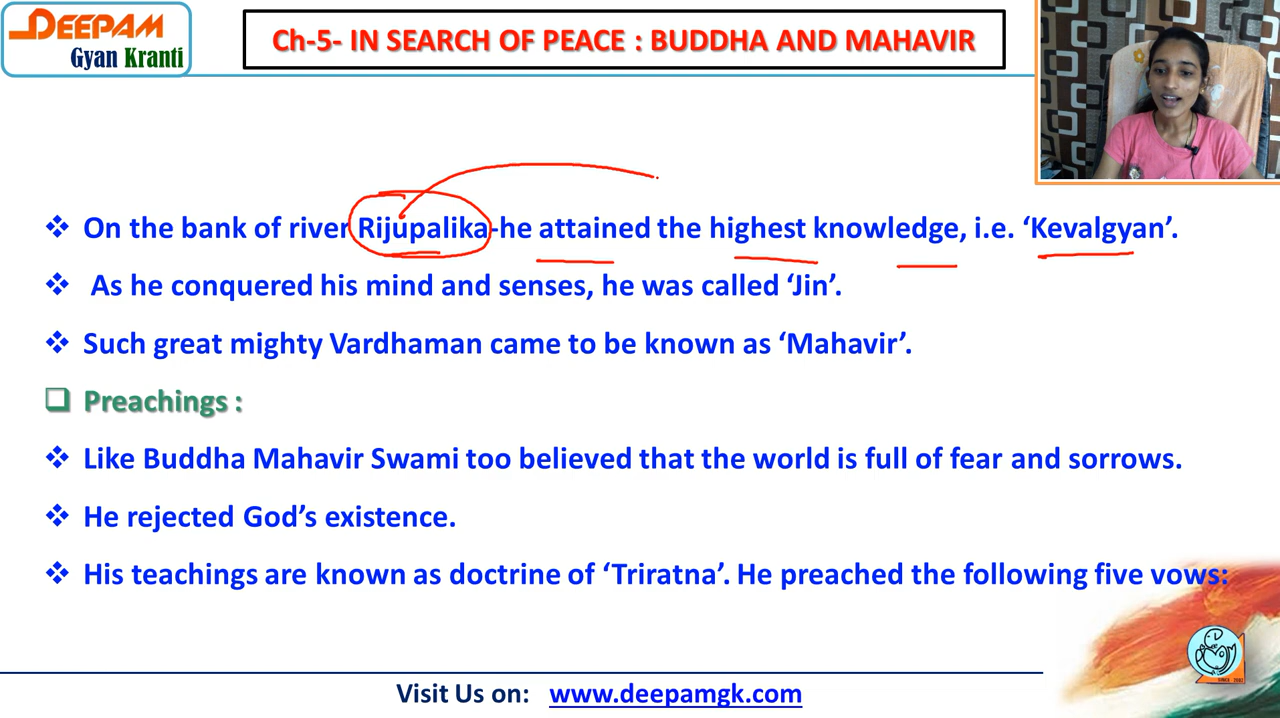 DEEPAM
Gyan Kranti
Ch-5- IN SEARCH OF PEACE : BUDDHA AND MAHAVIR
❖ On the bank of river Rijupalika-he attained the highest knowledge, i.e. ‘Kevalgyan’.
❖ As he conquered his mind and senses, he was called ‘Jin’.
❖ Such great mighty Vardhaman came to be known as ‘Mahavir’.
❑ Preachings :
❖ Like Buddha Mahavir Swami too believed that the world is full of fear and sorrows.
❖ He rejected God’s existence.
❖ His teachings are known as doctrine of ‘Triratna’. He preached the following five vows:
Visit Us on: www.deepamgk.com